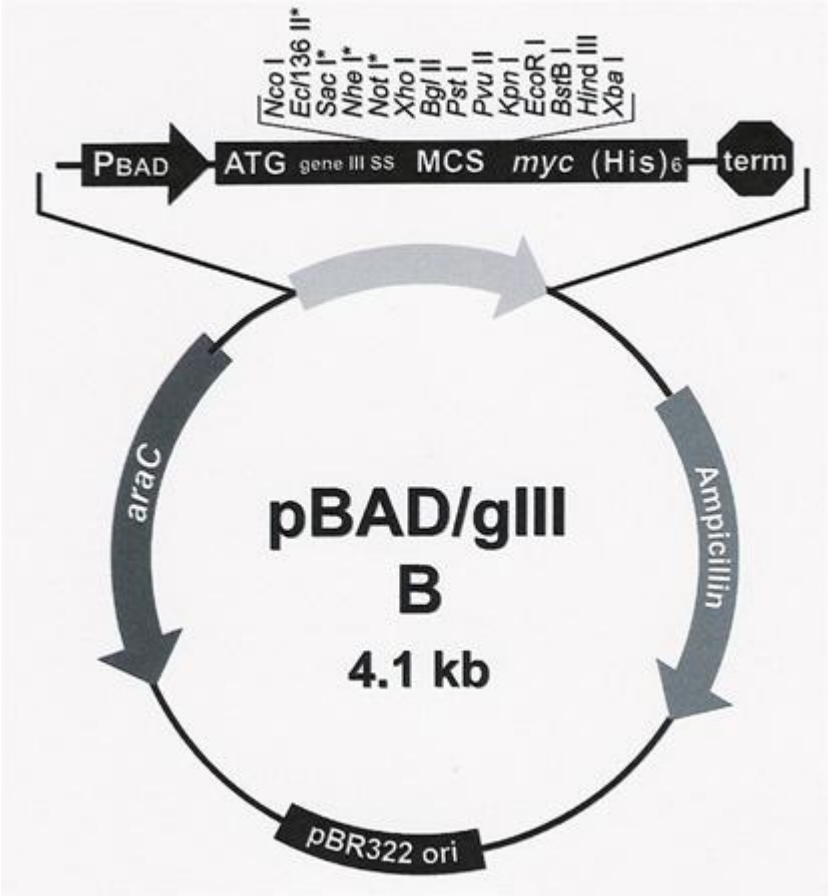 Nco I
Ecl136 II*
Sac I*
Nhe I*
Not I*
Xho I
Bgl II
Pst I
Pvu II
Kpn I
EcoR I
BstB I
Hind III
Xba I
PBAD ATG gene III SS MCS myc (His)6 term
araC
Ampicillin
pBAD/gIII
B
4.1 kb
pBR322 ori